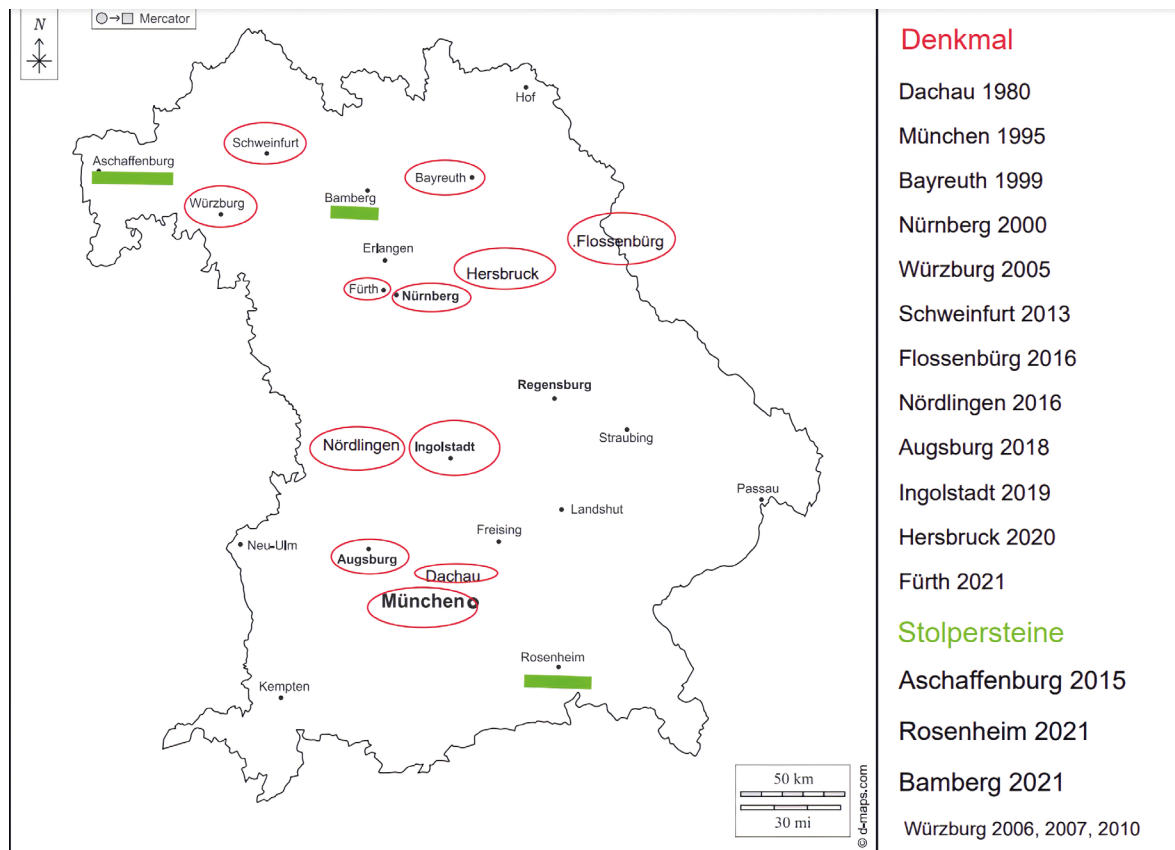 N
Mercator
Hof
Schweinfurt
Aschaffenburg
Bayreuth
Würzburg
Bamberg
.Flossenbürg
Erlangen
Hersbruck
Fürth
Nürnberg
Regensburg
Straubing
Nördlingen
Ingolstadt
Passau
Landshut
Freising
Neu-Ulm
Augsburg
Dachau
München
Rosenheim
Kempten
50 km
30 mi
© d-maps.com
Denkmal
Dachau 1980
München 1995
Bayreuth 1999
Nürnberg 2000
Würzburg 2005
Schweinfurt 2013
Flossenbürg 2016
Nördlingen 2016
Augsburg 2018
Ingolstadt 2019
Hersbruck 2020
Fürth 2021
Stolpersteine
Aschaffenburg 2015
Rosenheim 2021
Bamberg 2021
Würzburg 2006, 2007, 2010